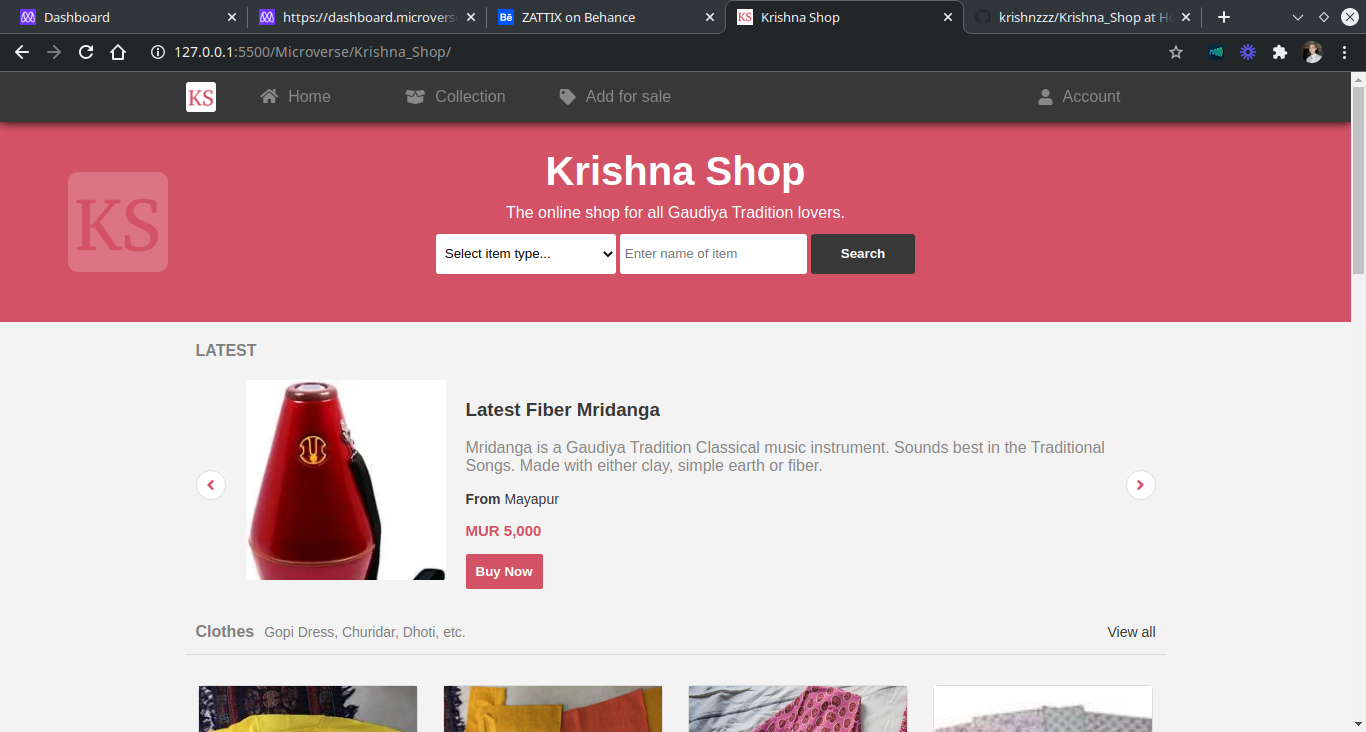 Dashboard
https://dashboard.microvers
ZATTIX on Behance
Krishna Shop
krishnzzz/Krishna_Shop at H
127.0.0.1:5500/Microverse/Krishna_Shop/
KS Home Collection Add for sale Account
KS
Krishna Shop
The online shop for all Gaudiya Tradition lovers.
Select item type... Enter name of item Search
LATEST
Latest Fiber Mridanga
Mridanga is a Gaudiya Tradition Classical music instrument. Sounds best in the Traditional
Songs. Made with either clay, simple earth or fiber.
From Mayapur
MUR 5,000
Buy Now
Clothes Gopi Dress, Churidar, Dhoti, etc. View all